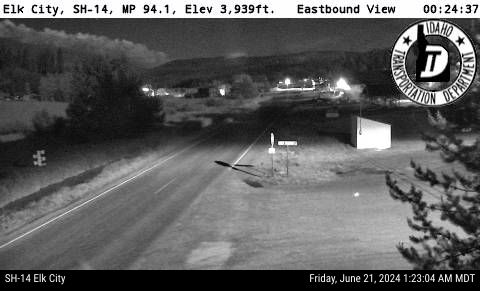 Elk City, SH-14, MP 94.1, Elev 3,939ft. Eastbound View 00:24:37
IDAHO
TRANSPORTATION DEPARTMENT
SH-14 Elk City Friday, June 21, 2024 1:23:04 AM MDT